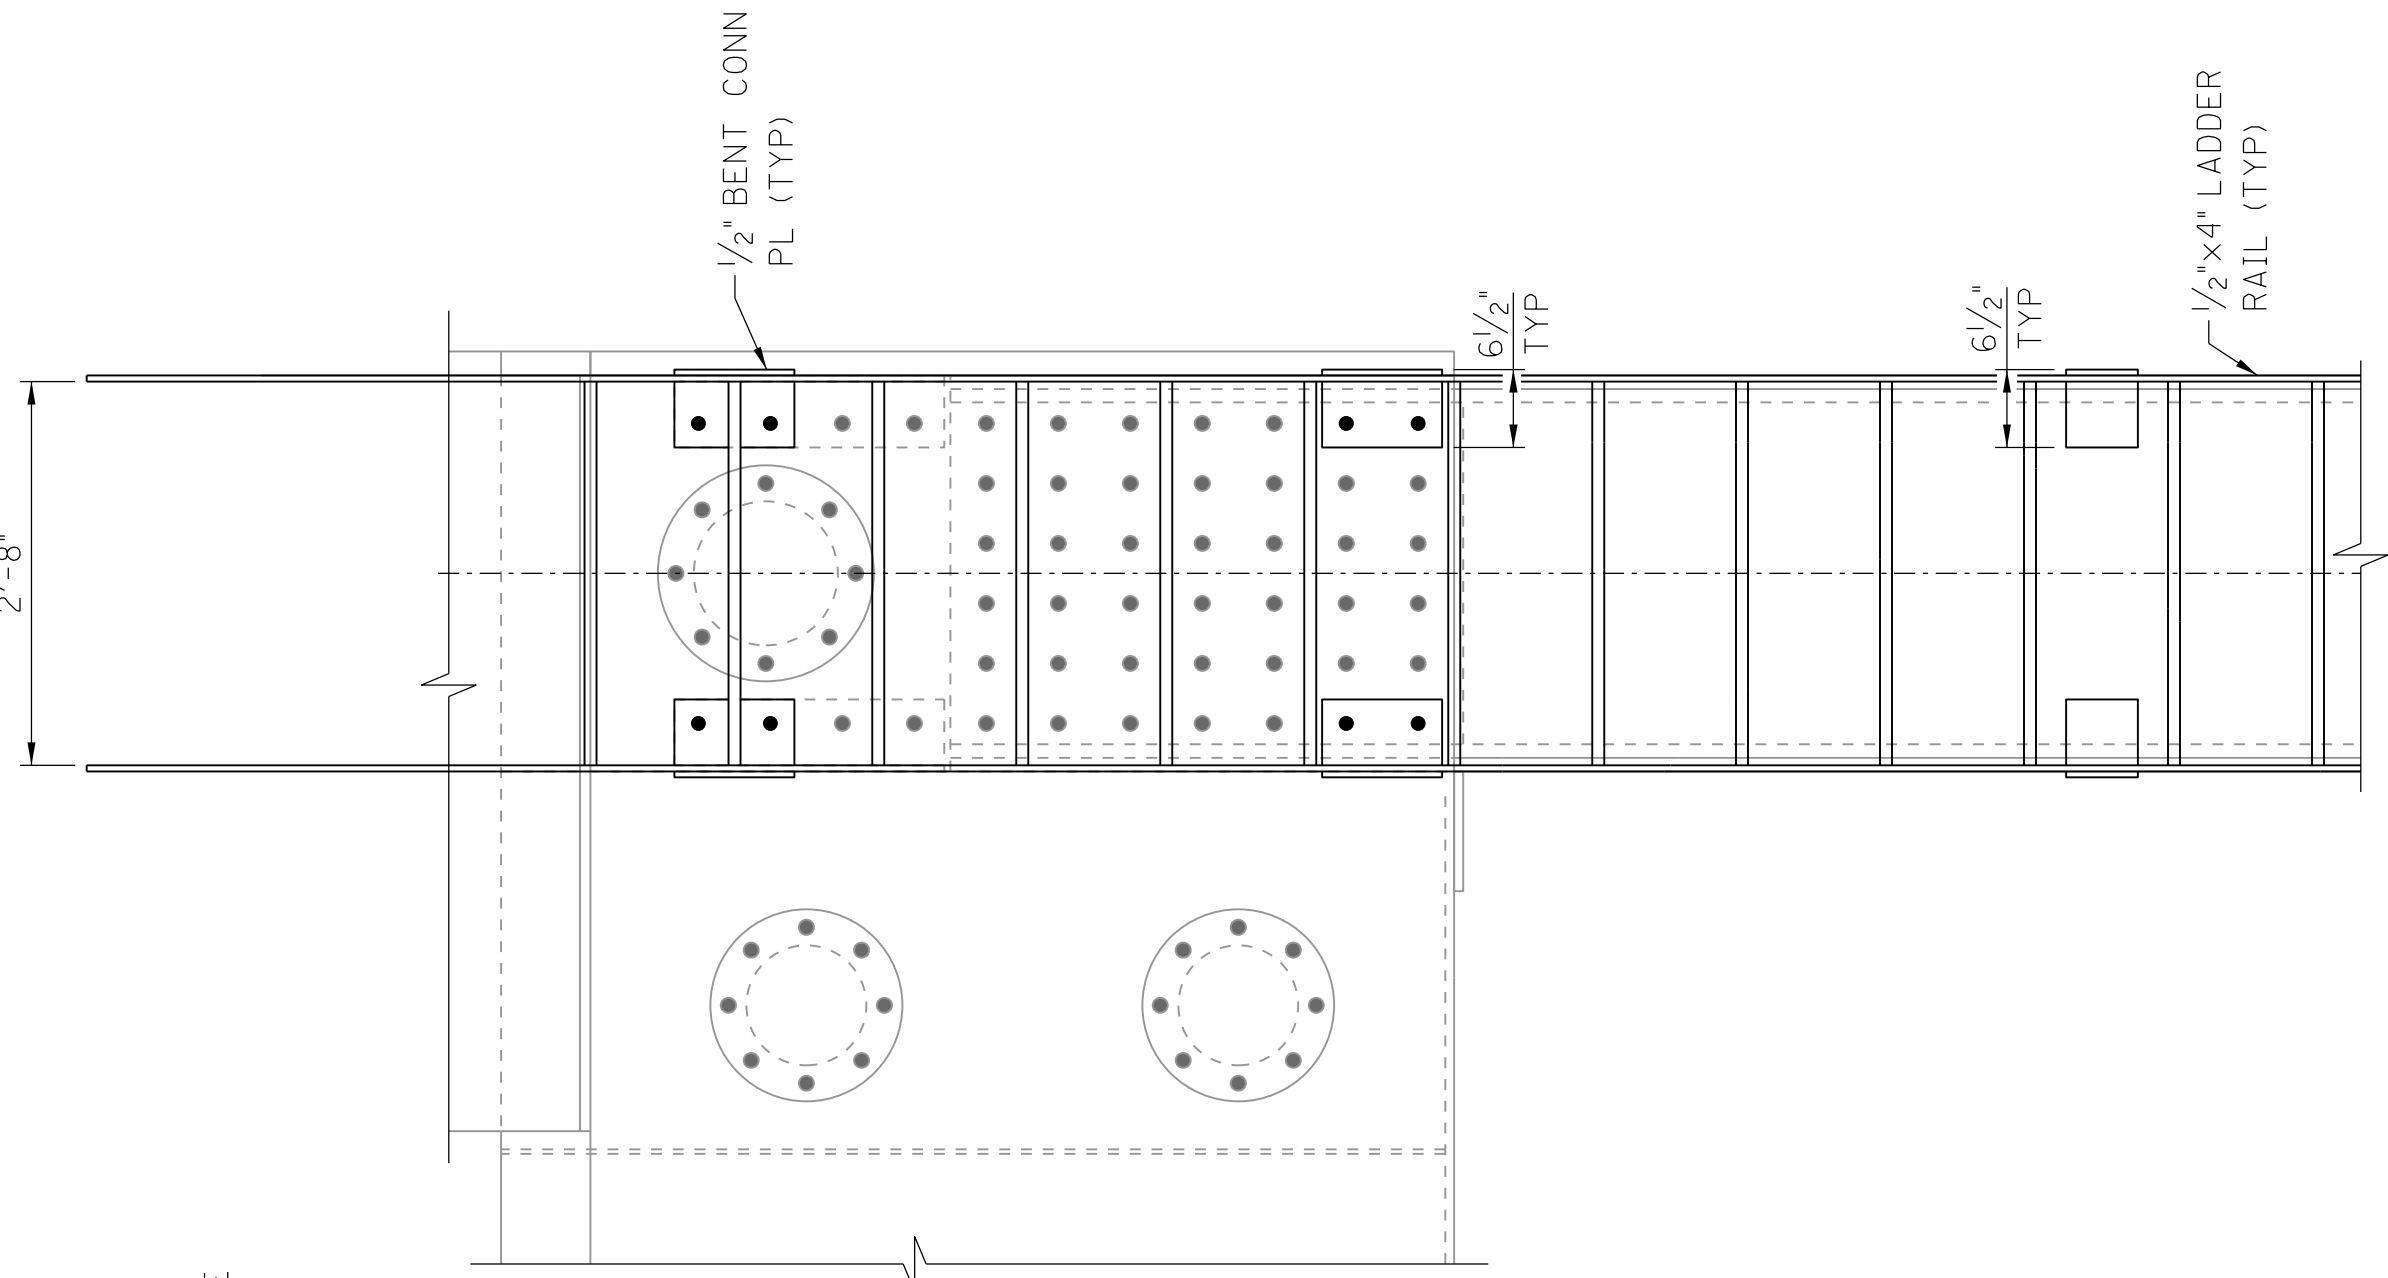 1/2" BENT CONN
PL (TYP)
6 1/2"
TYP
6 1/2"
TYP
1/2"x4" LADDER
RAIL (TYP)
2'-8"